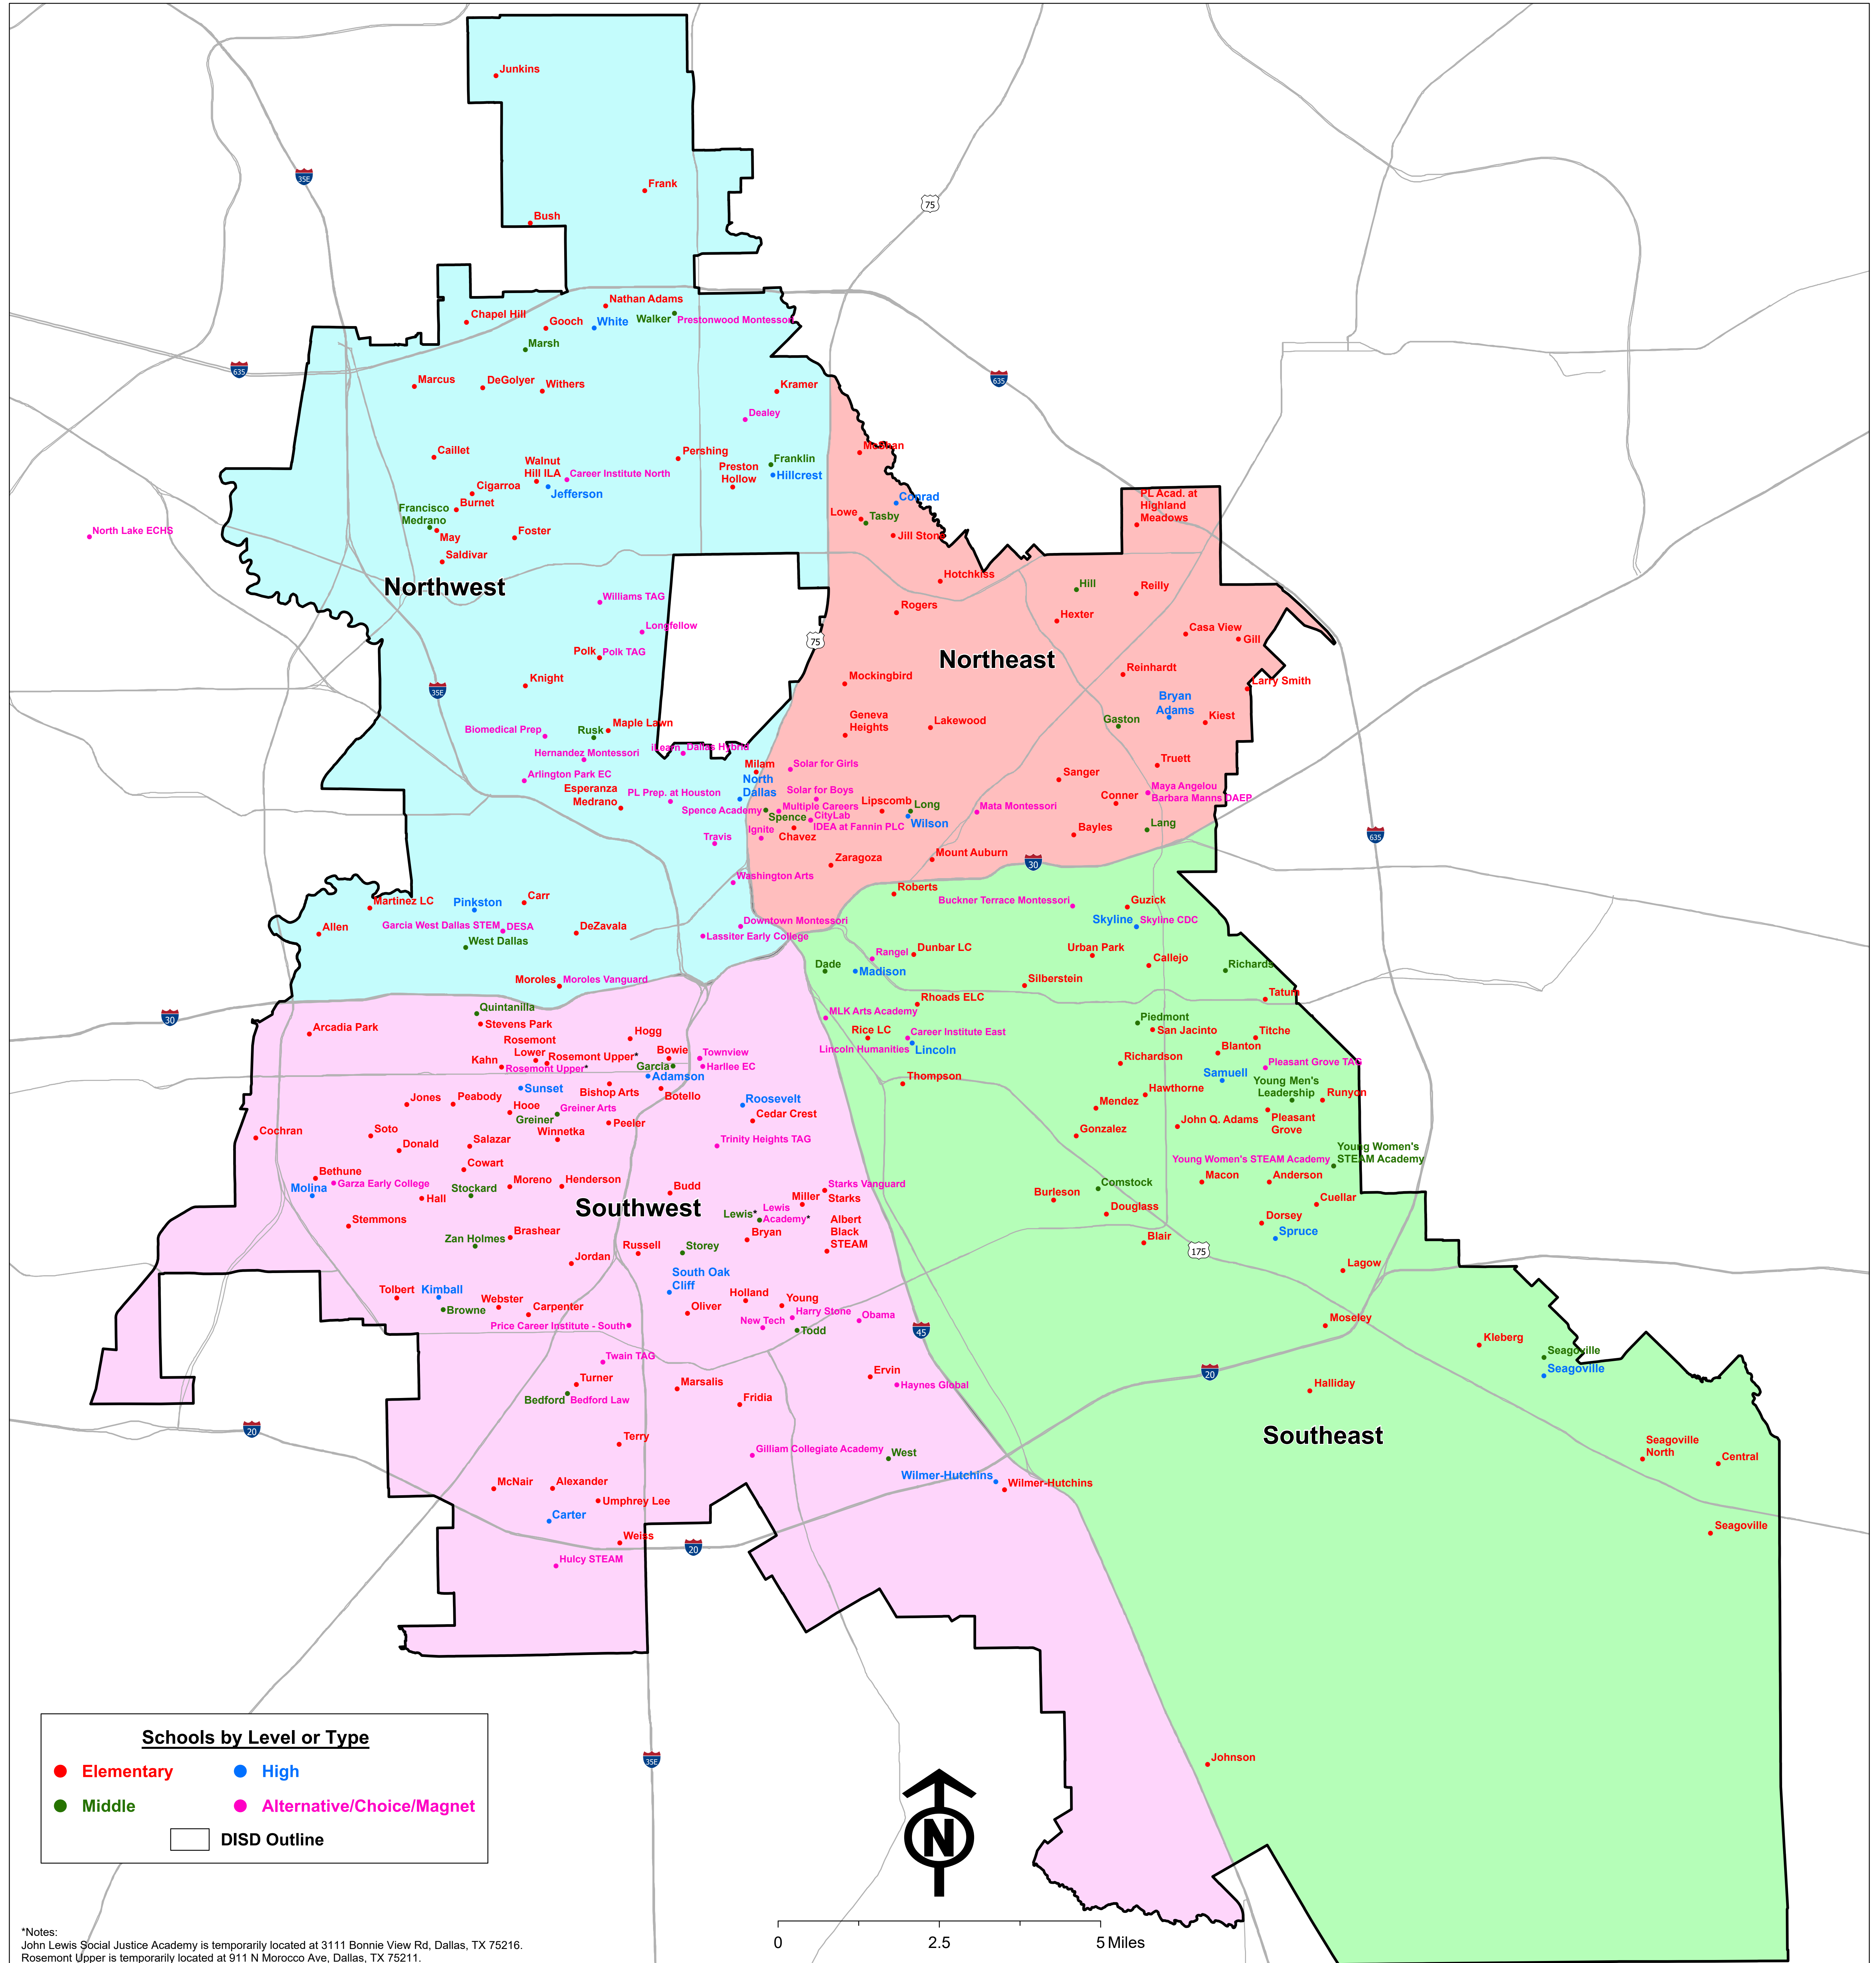 Junkins
35E
Frank
75
Bush
Nathan Adams
Chapel Hill
Gooch
White
Walker
Prestonwood Montessori
Marsh
635
635
Marcus
DeGolyer
Withers
Kramer
Dealey
McShan
Caillet
Pershing
Franklin
Walnut
Hill ILA
Career Institute North
Preston
Hollow
Hillcrest
Cigarroa
Jefferson
Conrad
PL Acad. at
Highland
Meadows
Burnet
Francisco
Medrano
Lowe
Tasby
North Lake ECHS
May
Foster
Jill Stone
Saldivar
Northwest
Hotchkiss
Hill
Reilly
Williams TAG
Rogers
Hexter
Longfellow
75
Casa View
Gill
Polk
Polk TAG
Northeast
Reinhardt
Knight
Mockingbird
Larry Smith
35E
Bryan
Adams
Geneva
Heights
Lakewood
Gaston
Kiest
Biomedical Prep
Rusk
Maple Lawn
Hernandez Montessori
iLearn
Dallas Hybrid
Truett
Arlington Park EC
Milam
Solar for Girls
Sanger
North
Dallas
Esperanza
Medrano
PL Prep. at Houston
Solar for Boys
Maya Angelou
Barbara Manns DAEP
Conner
Spence Academy
Multiple Careers
Lipscomb
Long
Mata Montessori
Spence
CityLab
Wilson
IDEA at Fannin PLC
Ignite
Chavez
Bayles
Lang
635
Travis
Zaragoza
Mount Auburn
30
Washington Arts
Roberts
Martinez LC
Pinkston
Carr
Buckner Terrace Montessori
Guzick
Allen
Garcia West Dallas STEM
DESA
DeZavala
Downtown Montessori
Skyline
Skyline CDC
West Dallas
Lassiter Early College
Rangel
Dunbar LC
Urban Park
Dade
Madison
Callejo
Richards
Moroles
Moroles Vanguard
Silberstein
Tatum
Quintanilla
Rhoads ELC
30
Arcadia Park
Stevens Park
MLK Arts Academy
Piedmont
Rosemont
Lower
Hogg
Rice LC
Career Institute East
San Jacinto
Titche
Kahn
Rosemont Upper*
Bowie
Townview
Lincoln Humanities
Lincoln
Blanton
Rosemont Upper*
Garcia
Harllee EC
Richardson
Pleasant Grove TAG
Adamson
Thompson
Samuell
Sunset
Bishop Arts
Botello
Hawthorne
Young Men's
Leadership
Runyon
Jones
Peabody
Hooe
Greiner Arts
Roosevelt
Mendez
Greiner
Peeler
Cedar Crest
John Q. Adams
Pleasant
Grove
Cochran
Soto
Donald
Salazar
Winnetka
Trinity Heights TAG
Gonzalez
Young Women's
STEAM Academy
Cowart
Young Women's STEAM Academy
Bethune
Garza Early College
Moreno
Henderson
Budd
Starks Vanguard
Macon
Anderson
Molina
Hall
Stockard
Miller
Starks
Burleson
Comstock
Cuellar
Southwest
Lewis*
Lewis
Academy*
Stemmons
Brashear
Bryan
Albert
Black
STEAM
Douglass
Dorsey
Zan Holmes
Russell
Storey
Blair
175
Spruce
Jordan
South Oak
Cliff
Lagow
Tolbert
Kimball
Webster
Holland
Young
Browne
Carpenter
Oliver
Harry Stone
Obama
Moseley
Price Career Institute - South
New Tech
Todd
45
Kleberg
Seagoville
Seagoville
Twain TAG
Turner
Marsalis
Ervin
Haynes Global
20
Halliday
Bedford
Bedford Law
Fridia
20
Southeast
Terry
Gilliam Collegiate Academy
West
Seagoville
North
Central
McNair
Alexander
Wilmer-Hutchins
Wilmer-Hutchins
Umphrey Lee
Carter
Weiss
20
Seagoville
Hulcy STEAM
Schools by Level or Type
Elementary
High
Middle
Alternative/Choice/Magnet
DISD Outline
35E
Johnson
N
0
2.5
5 Miles
*Notes:
John Lewis Social Justice Academy is temporarily located at 3111 Bonnie View Rd, Dallas, TX 75216.
Rosemont Upper is temporarily located at 911 N Morocco Ave, Dallas, TX 75211.